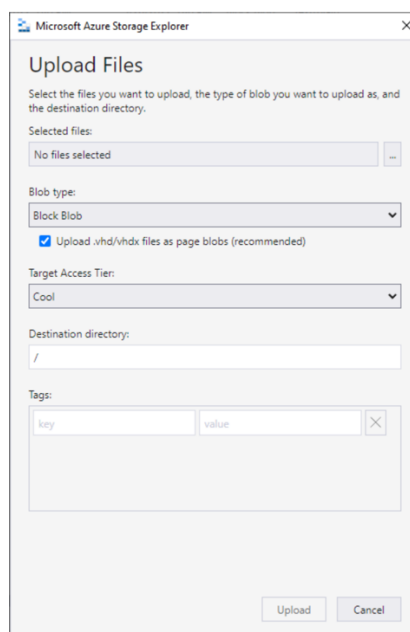 Microsoft Azure Storage Explorer
Upload Files
Select the files you want to upload, the type of blob you want to upload as, and
the destination directory.
Selected files:
No files selected
...
Blob type:
Block Blob
Upload .vhd/vhdx files as page blobs (recommended)
Target Access Tier:
Cool
Destination directory:
/
Tags:
key value
Upload Cancel